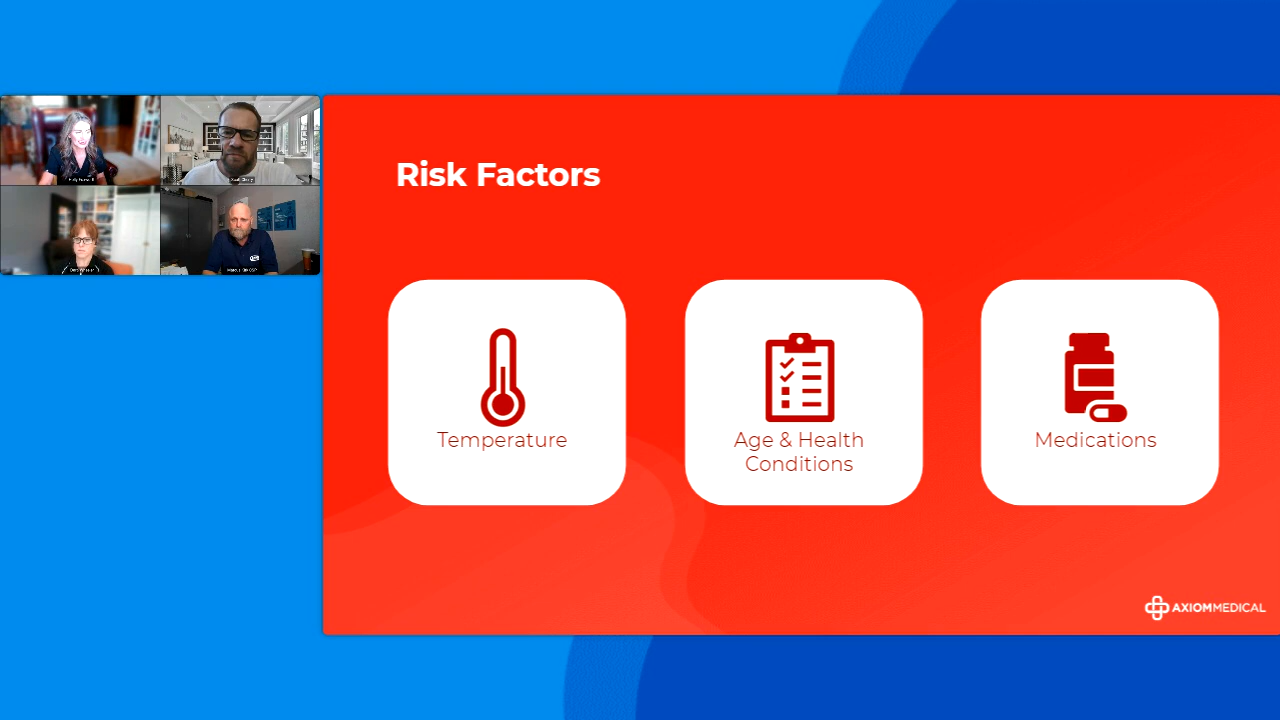 Risk Factors
Temperature
Age & Health
Conditions
Medications
AXIOMMEDICAL